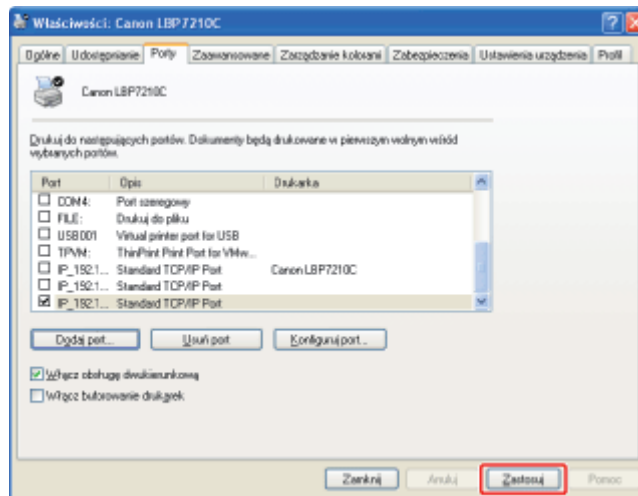 Właściwości: Canon LBP7210C
Ogólne Udostępnianie Porty Zaawansowane Zarządzanie kolorami Zabezpieczenia Ustawienia urządzenia Profil
Canon LBP7210C
Drukuj do następujących portów. Dokumenty będą drukowane w pierwszym wolnym wśród
wybranych portów.
Port Opis Drukarka
COM4: Port szeregowy
FILE: Drukuj do pliku
USB001 Virtual printer port for USB
TPVM: ThinPrint Print Port for VMw...
IP_192.1... Standard TCP/IP Port Canon LBP7210C
IP_192.1... Standard TCP/IP Port
IP_192.1... Standard TCP/IP Port
Dodaj port... Usuń port Konfiguruj port...
Włącz obsługę dwukierunkową
Włącz buforowanie drukarek
Zamknij Anuluj Zastosuj Pomoc